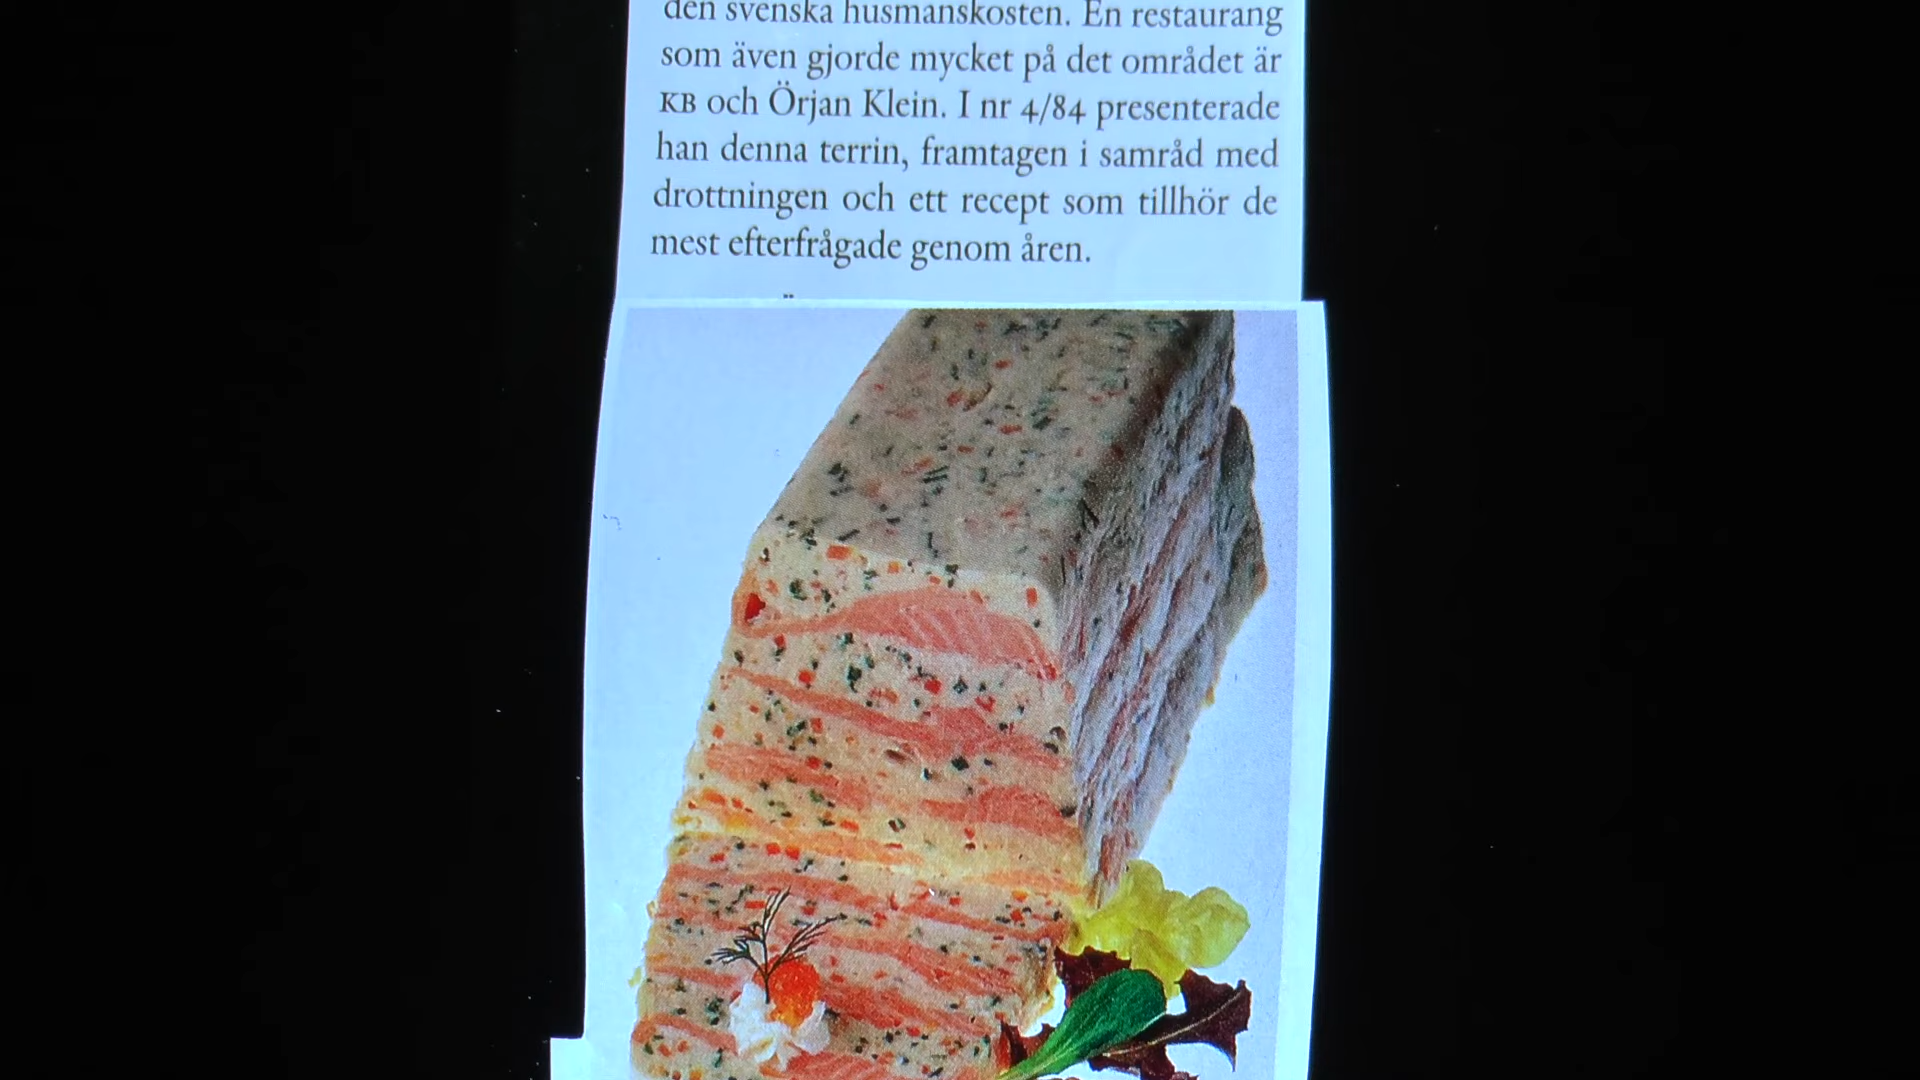 den svenska husmanskosten. En restaurang
som även gjorde mycket på det området är
KB och Örjan Klein. I nr 4/84 presenterade
han denna terrin, framtagen i samråd med
drottningen och ett recept som tillhör de
mest efterfrågade genom åren.